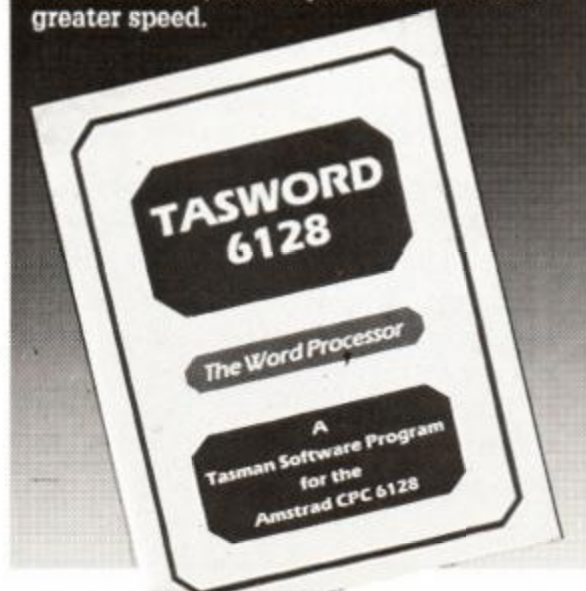 greater speed.
TASWORD
6128
The Word Processor
A
Tasman Software Program
for the
Amstrad CPC 6128